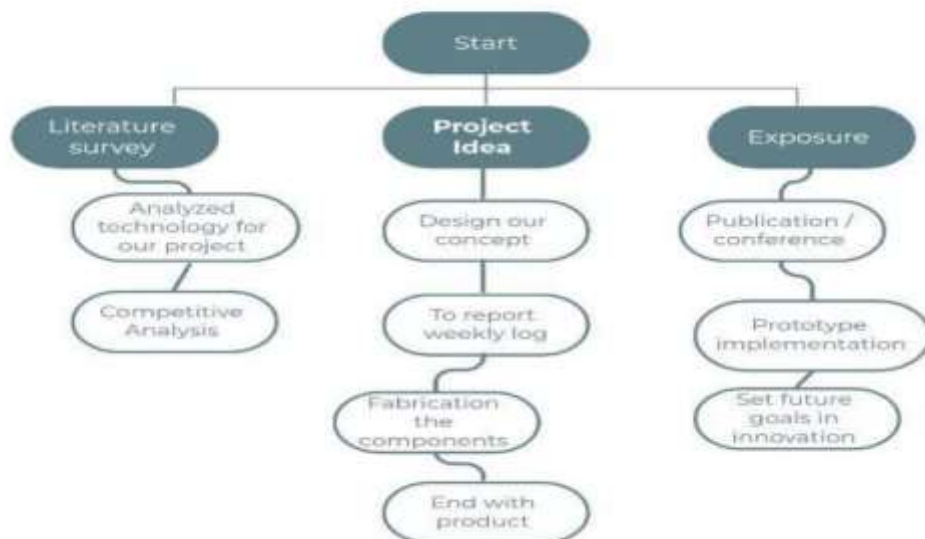 Start
Literature
survey
Project
Idea
Exposure
Analyzed
technology for
our project
Competitive
Analysis
Design our
concept
To report
weekly log
Fabrication
the
components
End with
product
Publication /
conference
Prototype
implementation
Set future
goals in
innovation